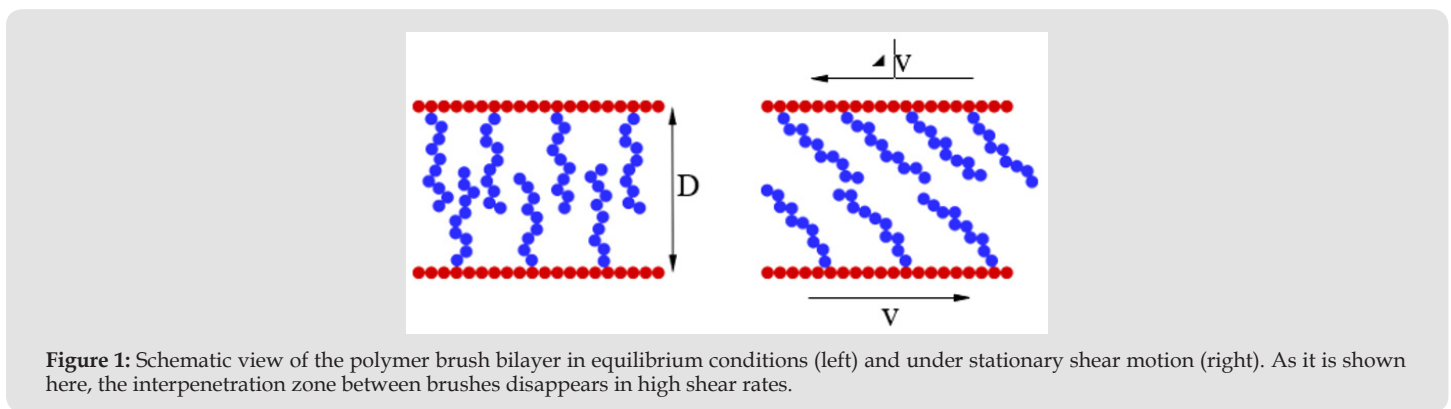 V
D
V
Figure 1: Schematic view of the polymer brush bilayer in equilibrium conditions (left) and under stationary shear motion (right). As it is shown
here, the interpenetration zone between brushes disappears in high shear rates.